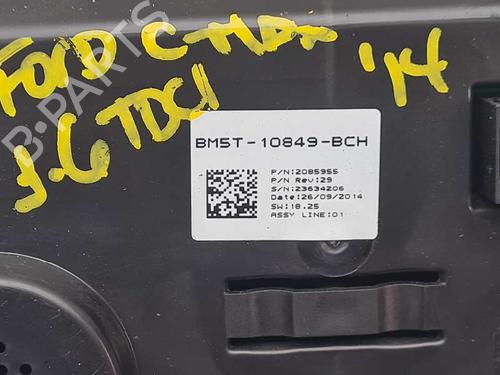 FORD C-MAX '14
1.6 TDCI
B-PARTS
BM5T-10849-BCH
P/N:2085955
P/N Rev:29
S/N:23634206
Date:26/09/2014
SW:18.25
ASSY LINE:01